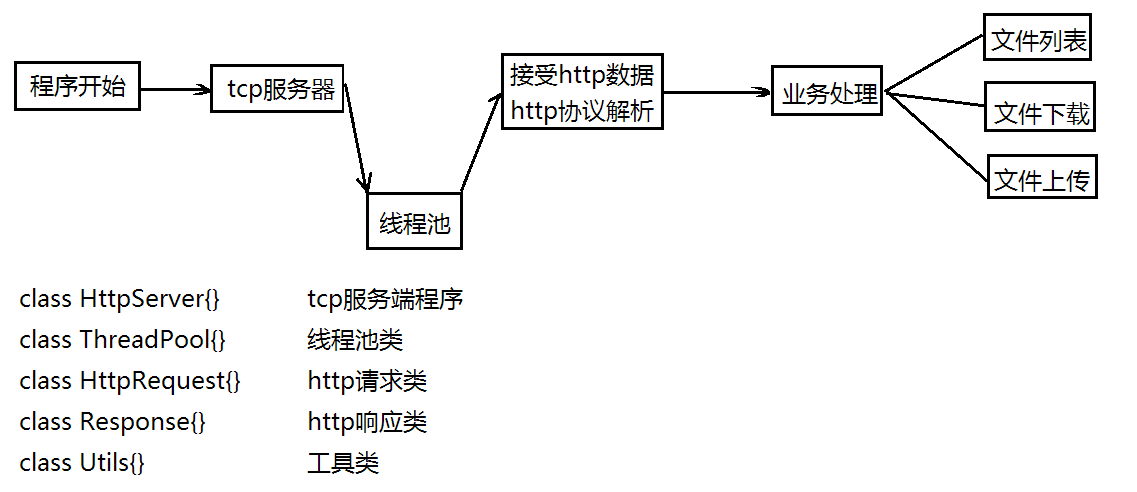 程序开始
tcp服务器
线程池
接受http数据
http协议解析
业务处理
文件列表
文件下载
文件上传
class HttpServer{} tcp服务端程序
class ThreadPool{} 线程池类
class HttpRequest{} http请求类
class Response{} http响应类
class Utils{} 工具类